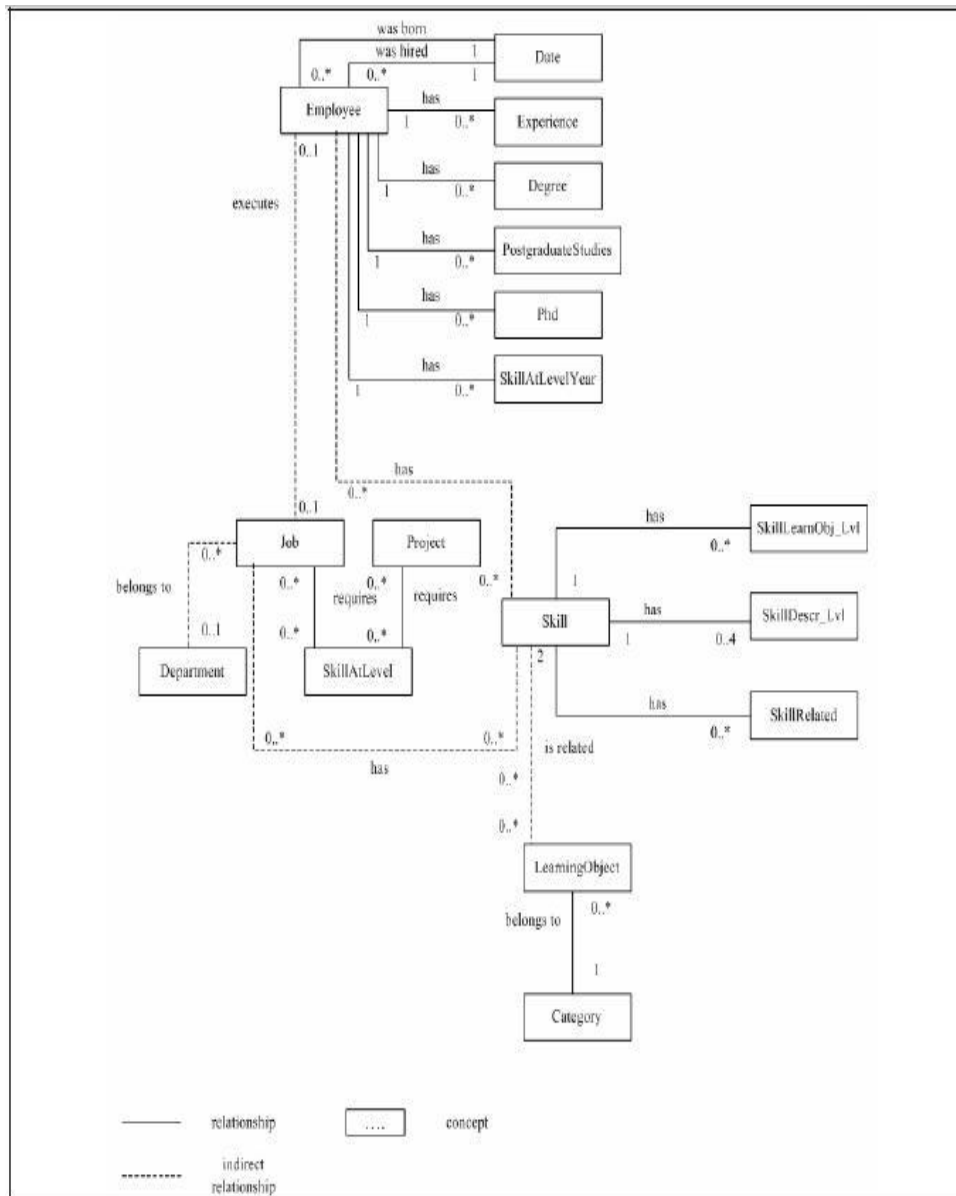 was born
was hired 1
0..* 0..* 1
Date
Employee
has
1 0..*
Experience
0..1
has
1 0..*
Degree
executes
has
1 0..*
PostgraduateStudies
has
1 0..*
Phd
has
1 0..*
SkillAtLevelYear
has
0..*
0..1
Job
Project
has
0..*
SkillLearnObj_Lvl
0..*
belongs to
0..* 0..* 0..*
requires requires
1
0..1
0..* 0..*
Department
SkillAtLevel
Skill
has
1 0..4
SkillDescr_Lvl
2
has
0..*
SkillRelated
0..* 0..*
has
is related
0..*
0..*
LearningObject
0..*
belongs to
1
Category
relationship
....
concept
indirect
relationship